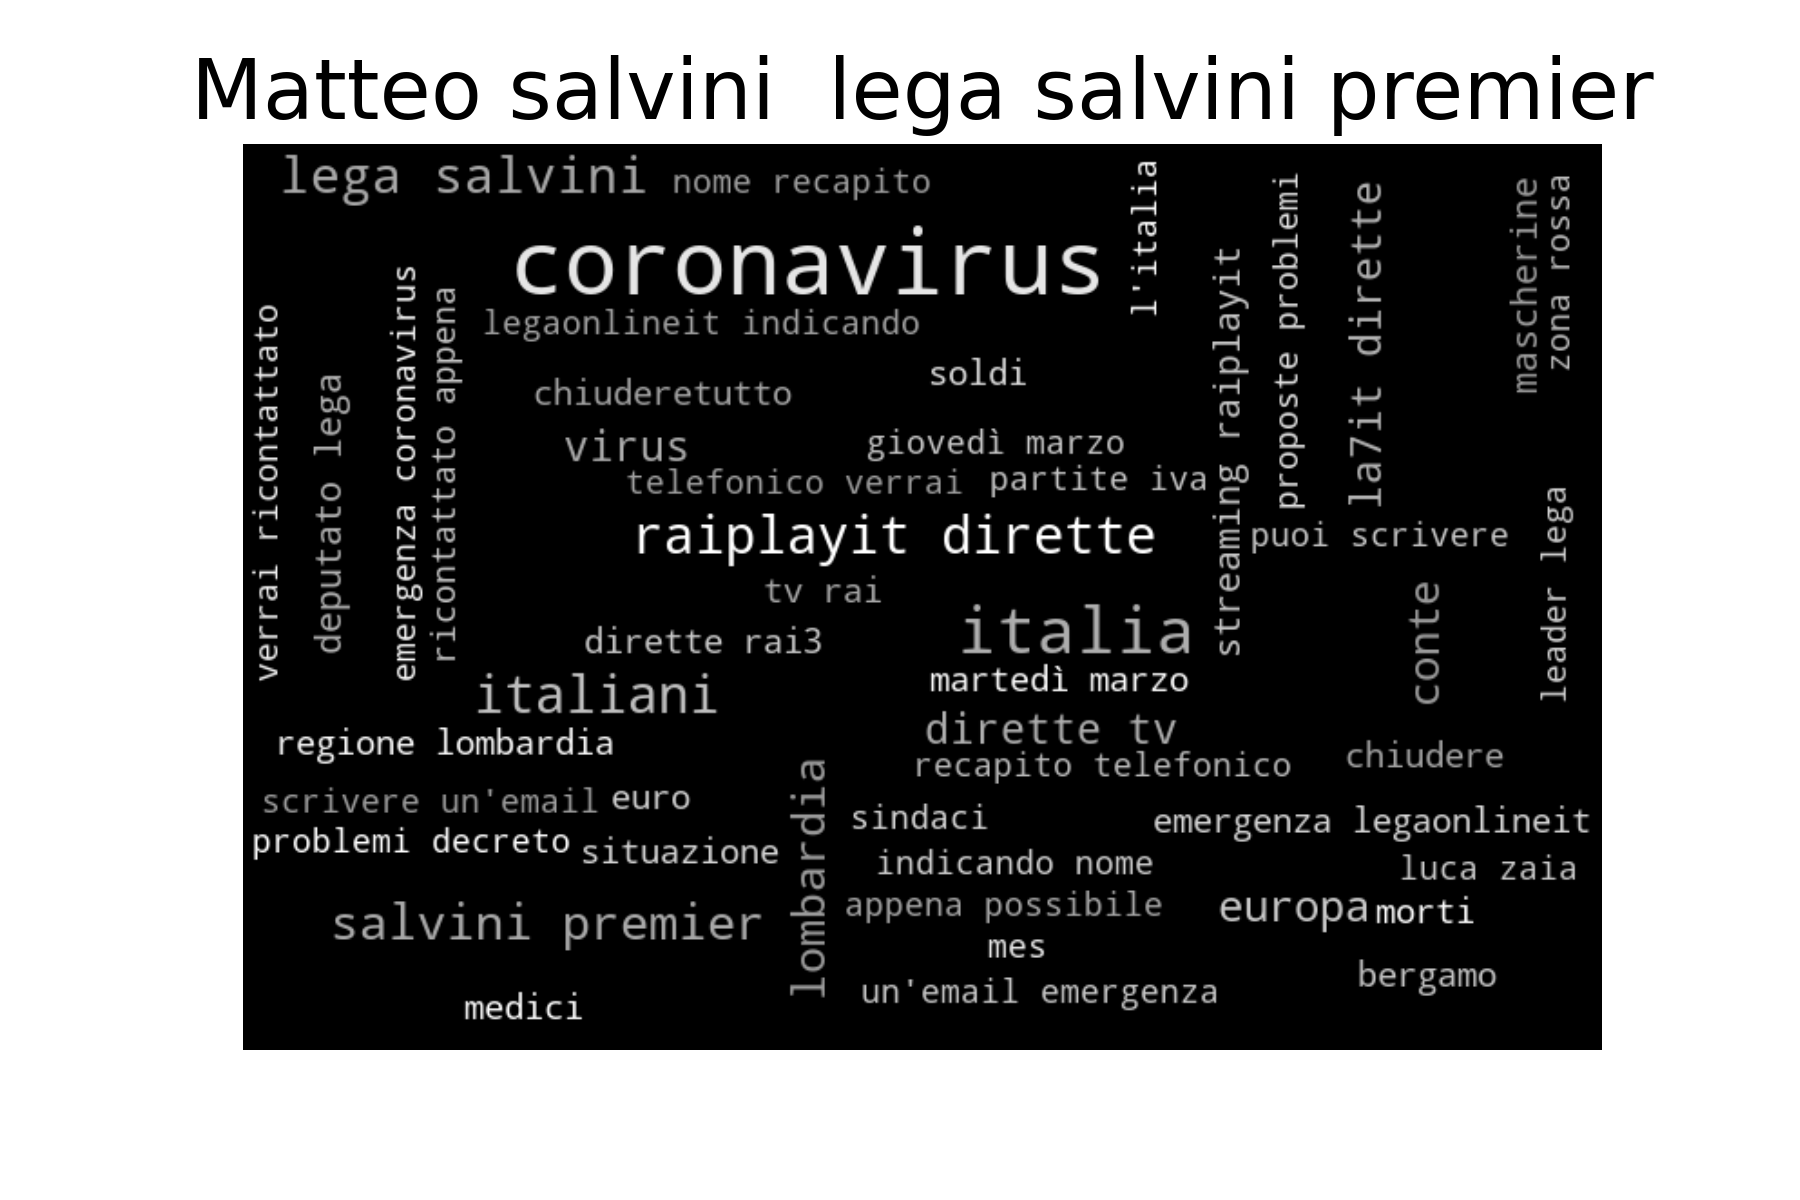 Matteo salvini  lega salvini premier
lega salvini
nome recapito
l'italia
coronavirus
streaming raiplayit
proposte problemi
la7it dirette
mascherine
zona rossa
verrai ricontattato
deputato lega
emergenza coronavirus
ricontattato appena
legaonlineit indicando
soldi
chiuderetutto
virus
giovedì marzo
telefonico verrai
partite iva
raiplayit dirette
puoi scrivere
leader lega
tv rai
italia
conte
dirette rai3
italiani
martedì marzo
regione lombardia
dirette tv
recapito telefonico
chiudere
scrivere un'email
euro
lombardia
sindaci
emergenza legaonlineit
problemi decreto
situazione
indicando nome
luca zaia
salvini premier
appena possibile
europa
morti
mes
bergamo
un'email emergenza
medici